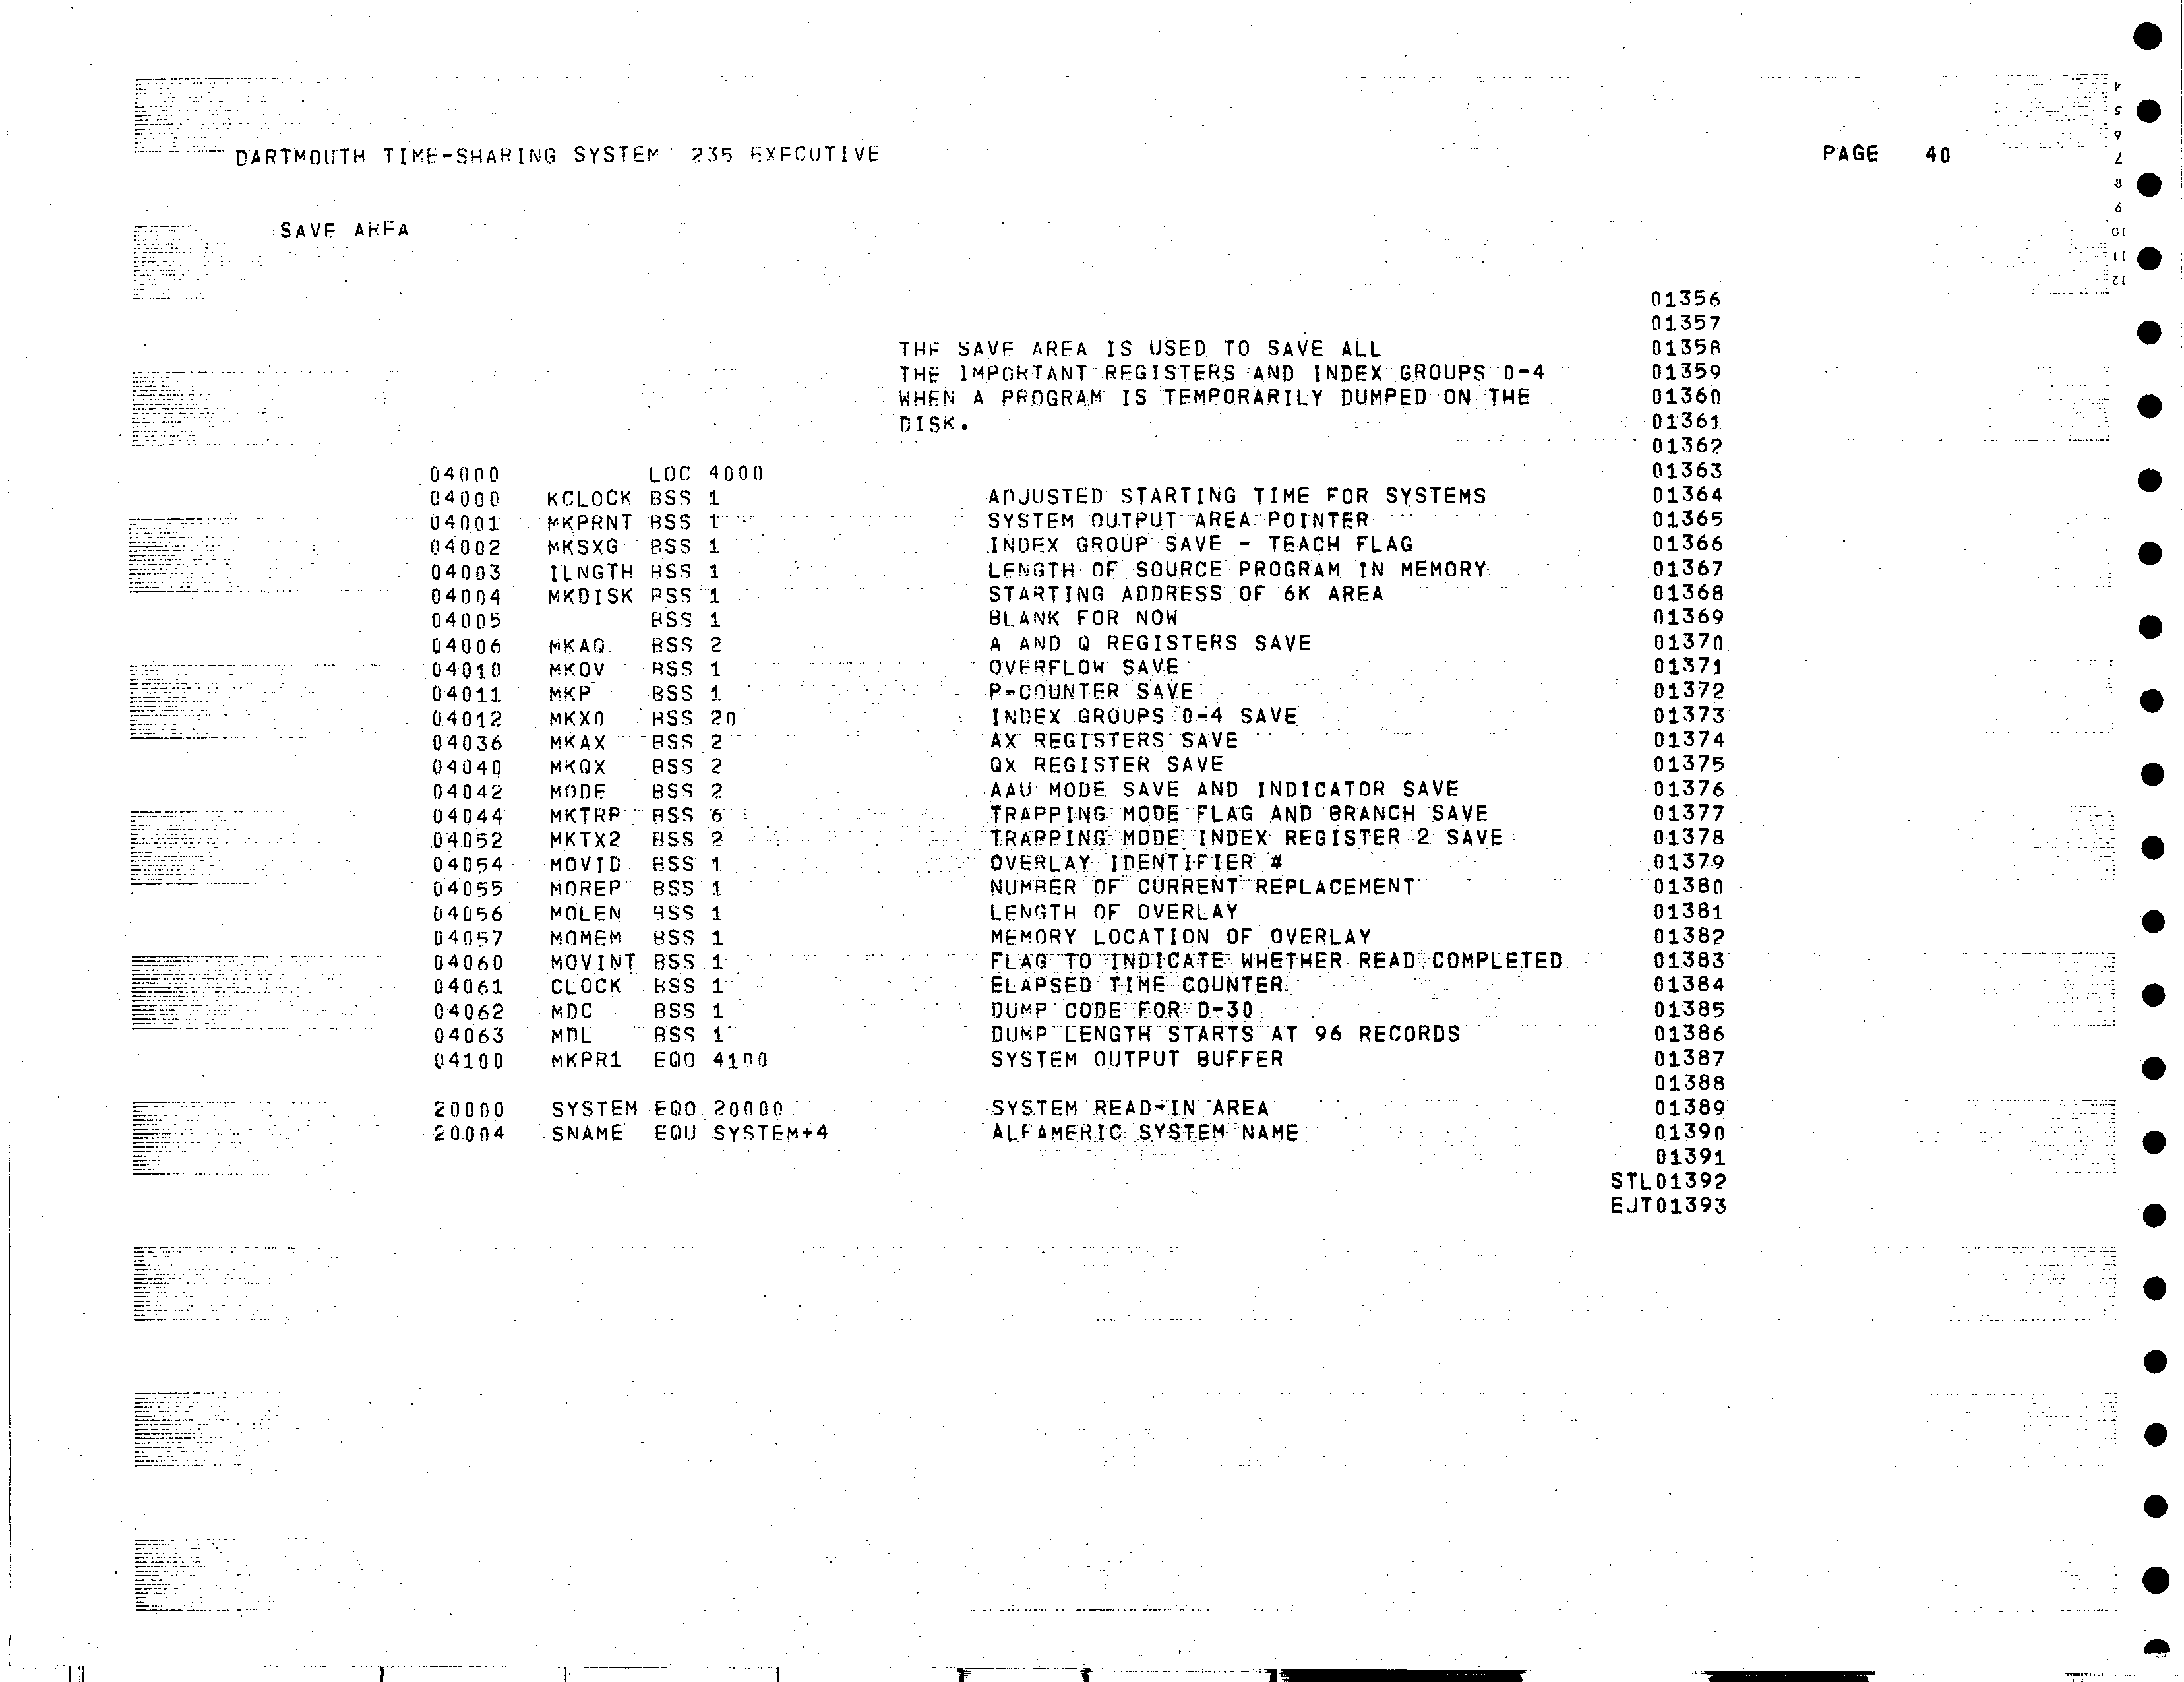 DARTMOUTH TIME-SHARING SYSTEM 235 EXECUTIVE PAGE 40
SAVE AREA
01356
01357
THE SAVE AREA IS USED TO SAVE ALL 01358
THE IMPORTANT REGISTERS AND INDEX GROUPS 0-4 01359
WHEN A PROGRAM IS TEMPORARILY DUMPED ON THE 01360
DISK. 01361
01362
04000 LOC 4000 01363
04000 KCLOCK BSS 1 ADJUSTED STARTING TIME FOR SYSTEMS 01364
04001 MKPRNT BSS 1 SYSTEM OUTPUT AREA POINTER 01365
04002 MKSXG BSS 1 INDEX GROUP SAVE - TEACH FLAG 01366
04003 ILNGTH BSS 1 LENGTH OF SOURCE PROGRAM IN MEMORY 01367
04004 MKDISK BSS 1 STARTING ADDRESS OF 6K AREA 01368
04005 BSS 1 BLANK FOR NOW 01369
04006 MKAQ BSS 2 A AND Q REGISTERS SAVE 01370
04010 MKOV BSS 1 OVERFLOW SAVE 01371
04011 MKP BSS 1 P-COUNTER SAVE 01372
04012 MKX0 BSS 20 INDEX GROUPS 0-4 SAVE 01373
04036 MKAX BSS 2 AX REGISTERS SAVE 01374
04040 MKQX BSS 2 QX REGISTER SAVE 01375
04042 MODE BSS 2 AAU MODE SAVE AND INDICATOR SAVE 01376
04044 MKTRP BSS 6 TRAPPING MODE FLAG AND BRANCH SAVE 01377
04052 MKTX2 BSS 2 TRAPPING MODE INDEX REGISTER 2 SAVE 01378
04054 MOVID BSS 1 OVERLAY IDENTIFIER # 01379
04055 MOREP BSS 1 NUMBER OF CURRENT REPLACEMENT 01380
04056 MOLEN BSS 1 LENGTH OF OVERLAY 01381
04057 MOMEM BSS 1 MEMORY LOCATION OF OVERLAY 01382
04060 MOVINT BSS 1 FLAG TO INDICATE WHETHER READ COMPLETED 01383
04061 CLOCK BSS 1 ELAPSED TIME COUNTER 01384
04062 MDC BSS 1 DUMP CODE FOR D-30 01385
04063 MDL BSS 1 DUMP LENGTH STARTS AT 96 RECORDS 01386
04100 MKPR1 EQO 4100 SYSTEM OUTPUT BUFFER 01387
01388
20000 SYSTEM EQO 20000 SYSTEM READ-IN AREA 01389
20004 SNAME EQU SYSTEM+4 ALFAMERIC SYSTEM NAME 01390
01391
STL01392
EJT01393
4
5
6
7
8
9
10
11
12